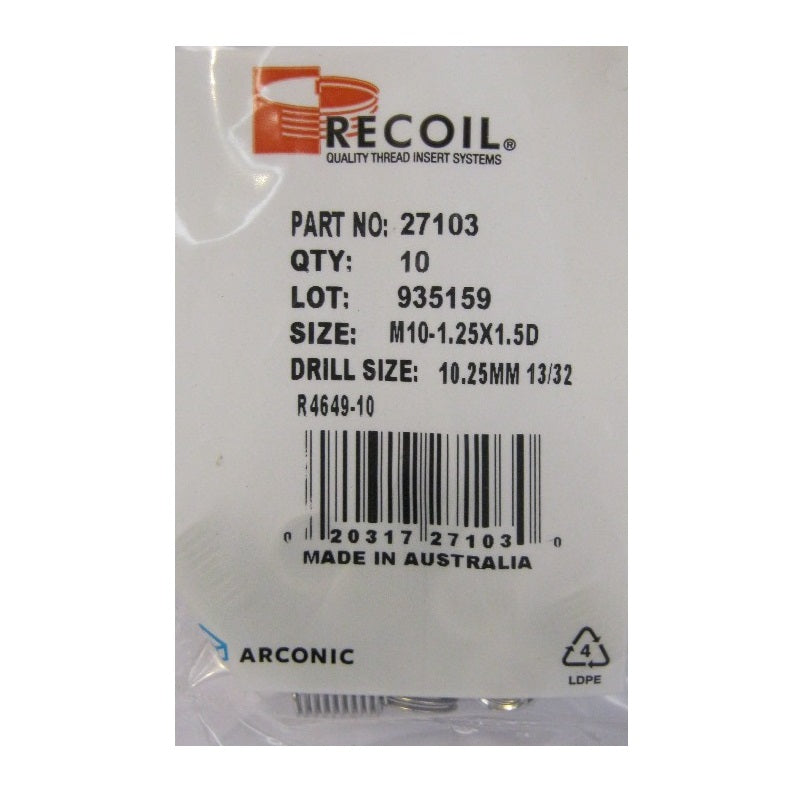 RECOIL®
QUALITY THREAD INSERT SYSTEMS
PART NO: 27103
QTY: 10
LOT: 935159
SIZE: M10-1.25X1.5D
DRILL SIZE: 10.25MM 13/32
R4649-10
0 20317 27103 0
MADE IN AUSTRALIA
ARCONIC
4
LDPE